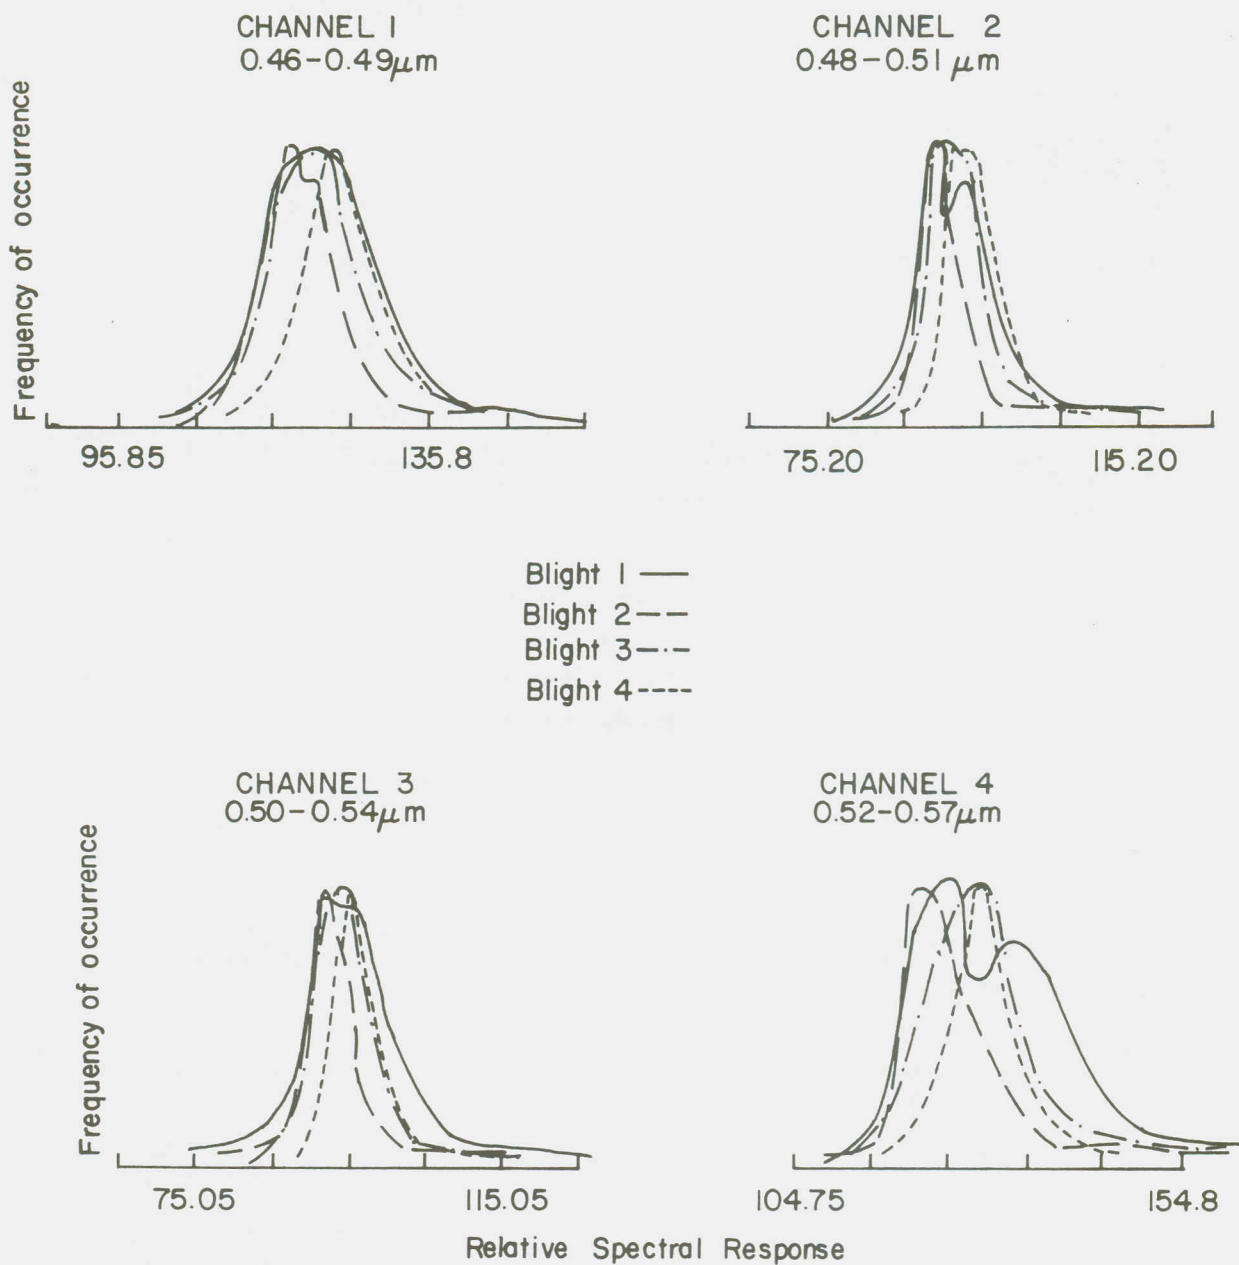 CHANNEL 1
0.46-0.49μm
CHANNEL 2
0.48-0.51 μm
Frequency of occurrence
95.85
135.8
75.20
115.20
Blight 1
Blight 2
Blight 3
Blight 4
CHANNEL 3
0.50-0.54μm
CHANNEL 4
0.52-0.57μm
Frequency of occurrence
75.05
115.05
104.75
154.8
Relative Spectral Response